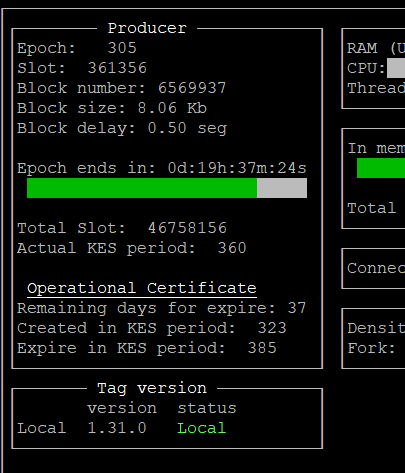 Producer
Epoch: 305
Slot: 361356
Block number: 6569937
Block size: 8.06 Kb
Block delay: 0.50 seg
Epoch ends in: 0d:19h:37m:24s
Total Slot: 46758156
Actual KES period: 360
Operational Certificate
Remaining days for expire: 37
Created in KES period: 323
Expire in KES period: 385
Tag version
version status
Local 1.31.0 Local
RAM (U
CPU:
Thread
In mem
Total
Connec
Densit
Fork: